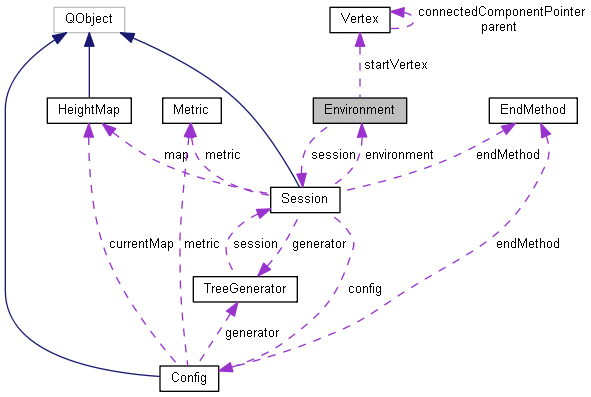 QObject
Vertex
connectedComponentPointer
parent
startVertex
HeightMap
Metric
Environment
EndMethod
map
metric
session
environment
endMethod
Session
currentMap
metric
session
generator
endMethod
TreeGenerator
config
generator
Config